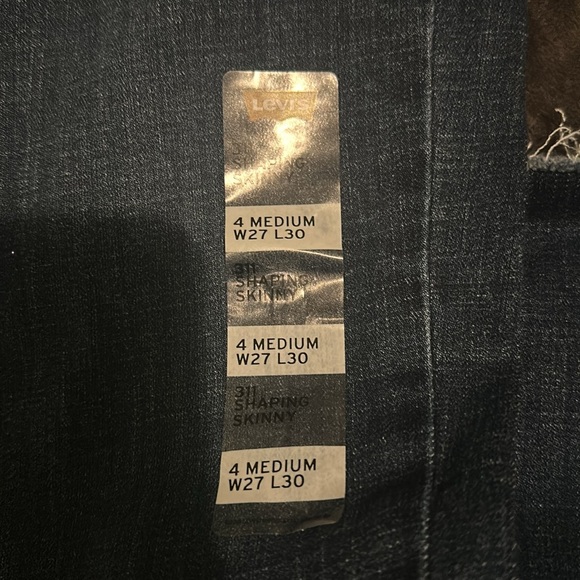 Levi's
311
SHAPING
SKINNY
4 MEDIUM
W27 L30
311
SHAPING
SKINNY
4 MEDIUM
W27 L30
311
SHAPING
SKINNY
4 MEDIUM
W27 L30